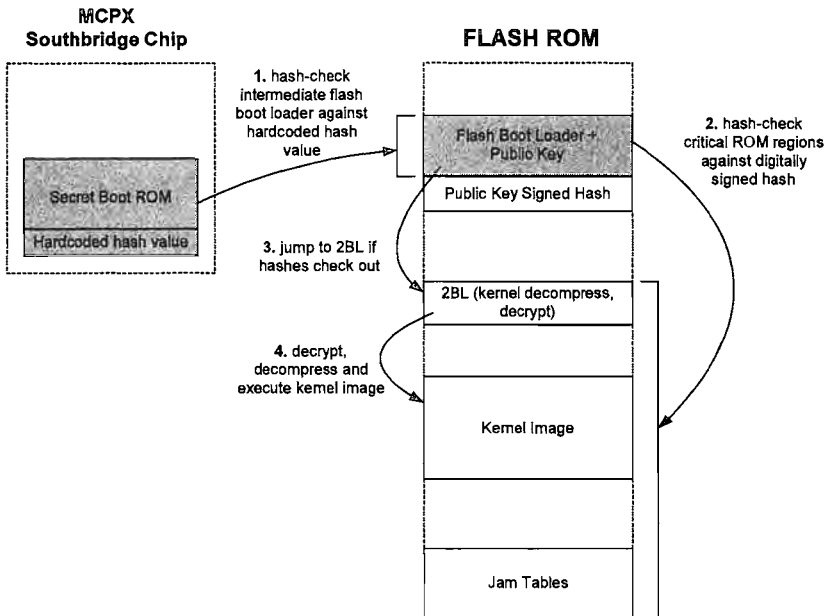 MCPX
Southbridge Chip
FLASH ROM
1. hash-check
intermediate flash
boot loader against
hardcoded hash
value
Secret Boot ROM
Hardcoded hash value
Flash Boot Loader +
Public Key
Public Key Signed Hash
2. hash-check
critical ROM regions
against digitally
signed hash
3. jump to 2BL if
hashes check out
2BL (kernel decompress,
decrypt)
4. decrypt,
decompress and
execute kernel image
Kernel Image
Jam Tables